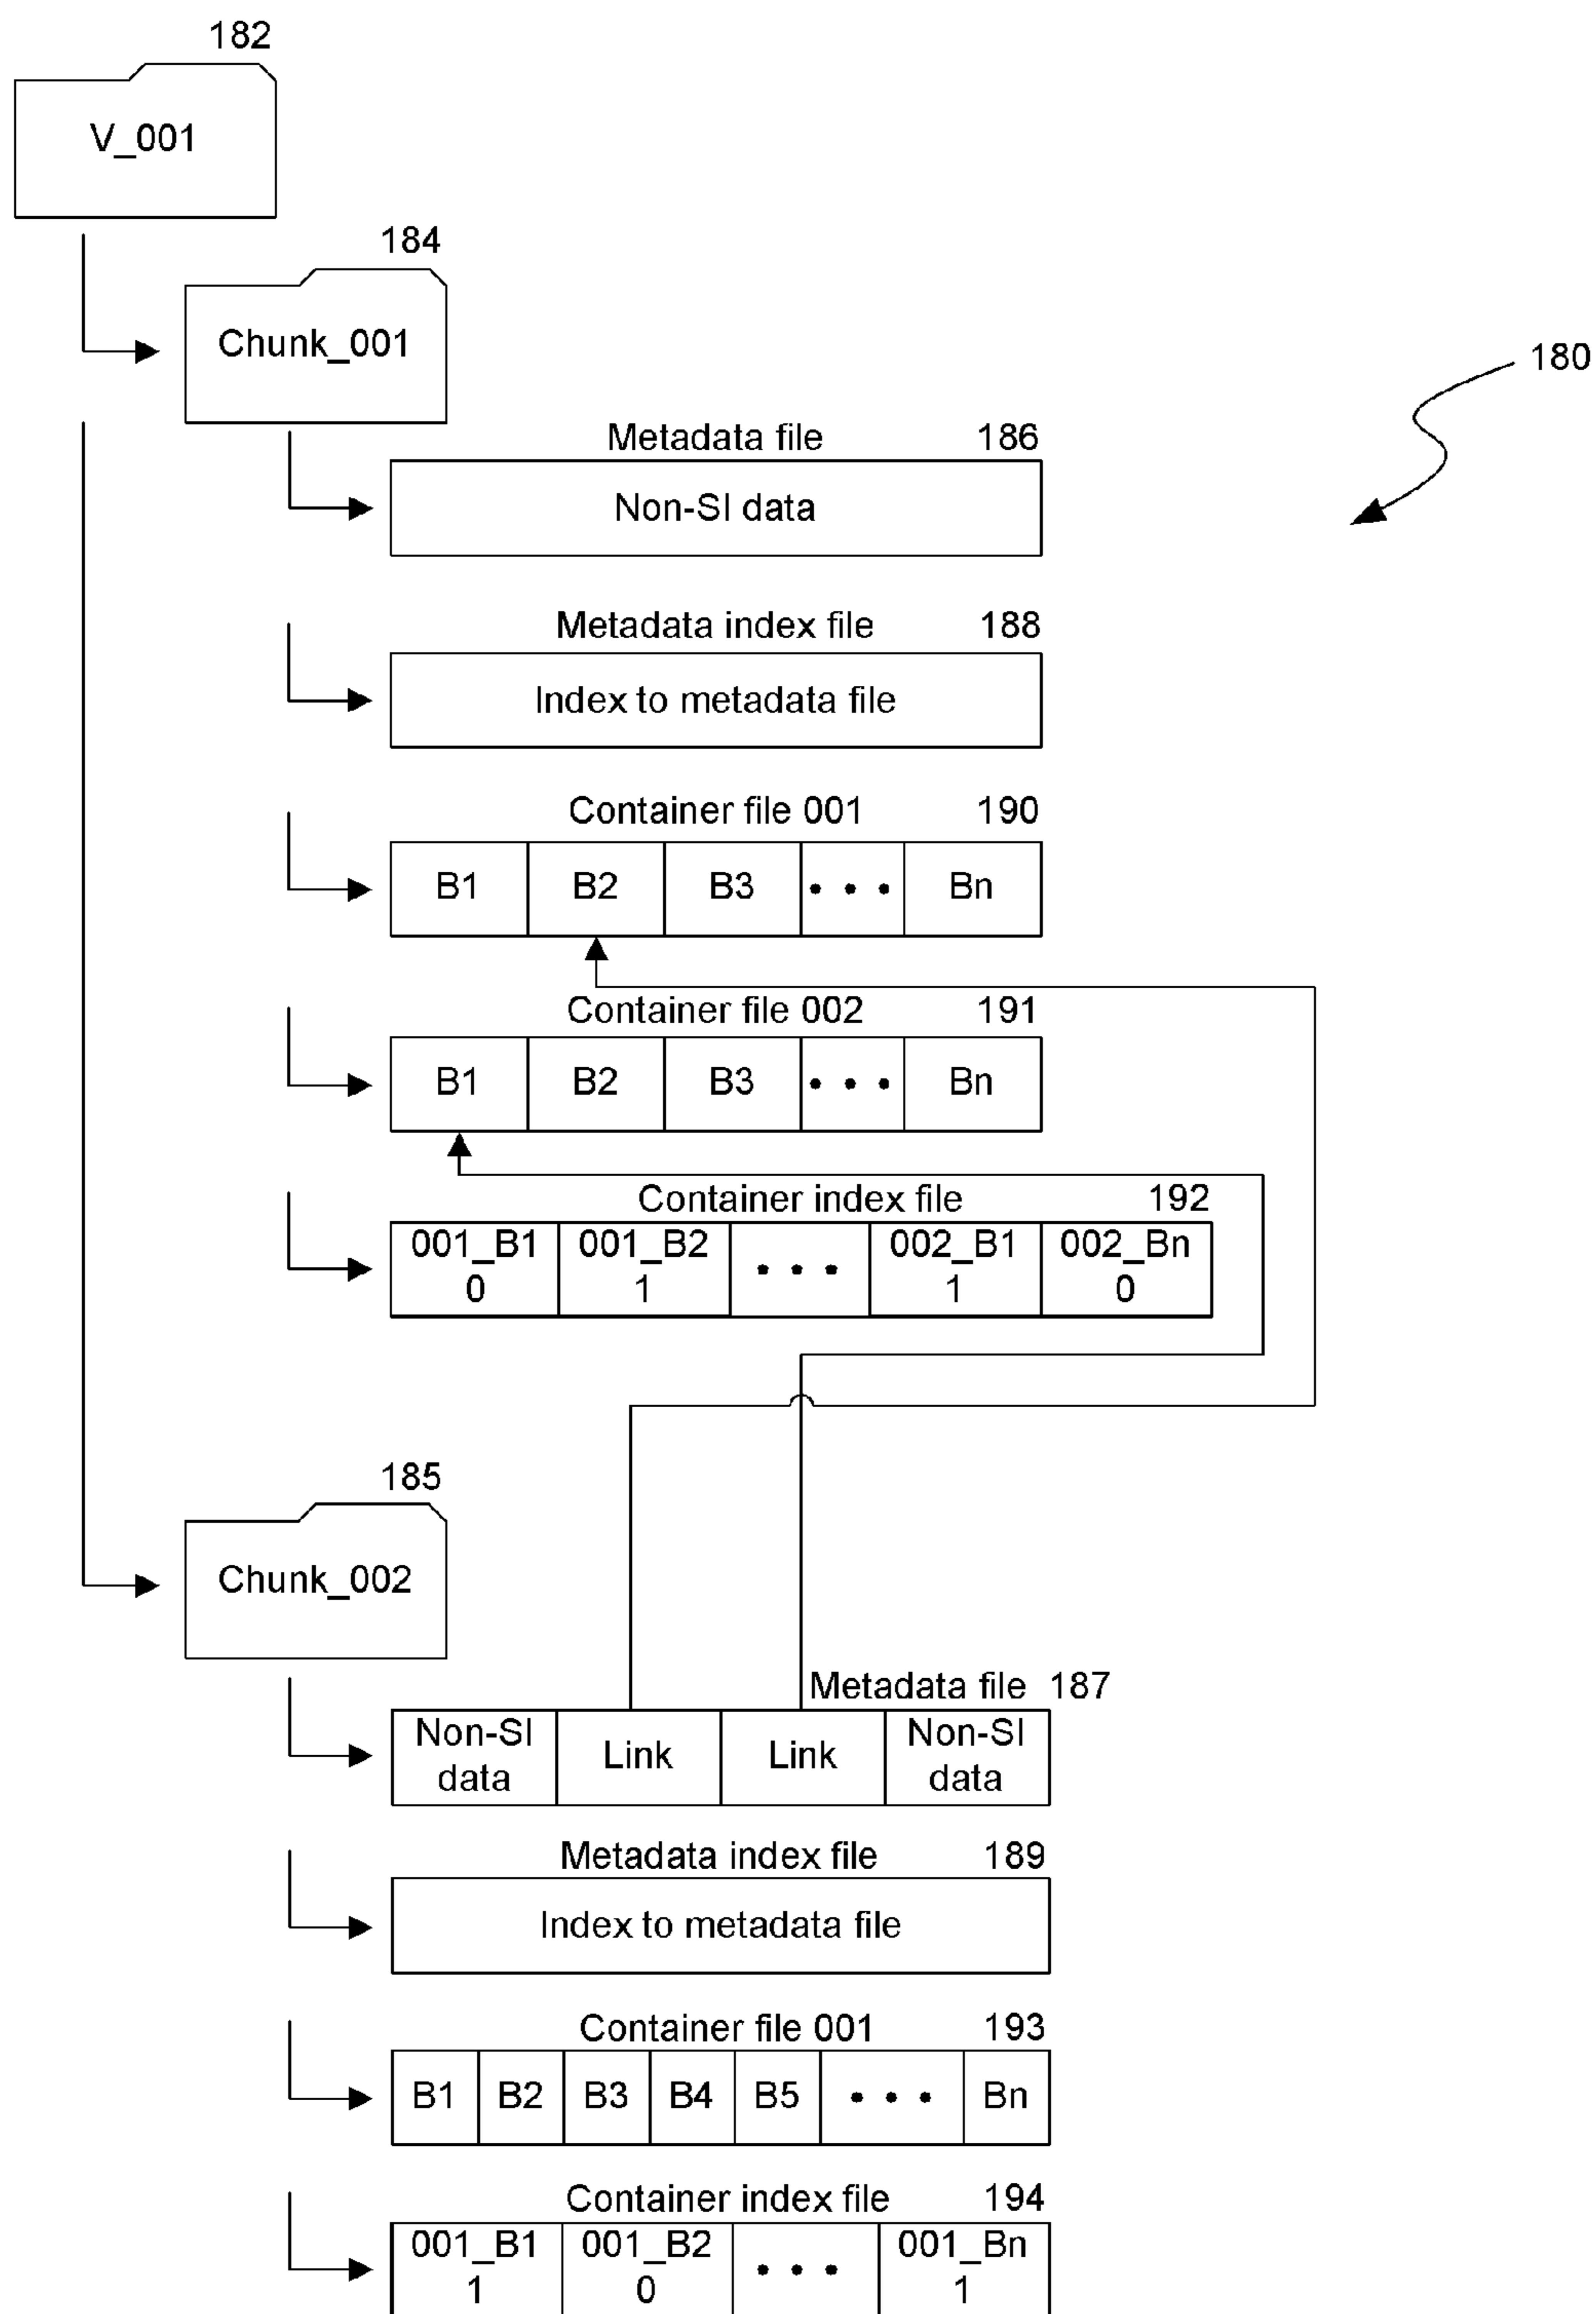 182
V_001
184
Chunk_001
180
Metadata file 186
Non-SI data
Metadata index file 188
Index to metadata file
Container file 001 190
B1 B2 B3 • • • Bn
Container file 002 191
B1 B2 B3 • • • Bn
Container index file 192
001_B1 001_B2 • • • 002_B1 002_Bn
0 1 1 0
185
Chunk_002
Metadata file 187
Non-SI Link Link Non-SI
data data
Metadata index file 189
Index to metadata file
Container file 001 193
B1 B2 B3 B4 B5 • • • Bn
Container index file 194
001_B1 001_B2 • • • 001_Bn
1 0 1